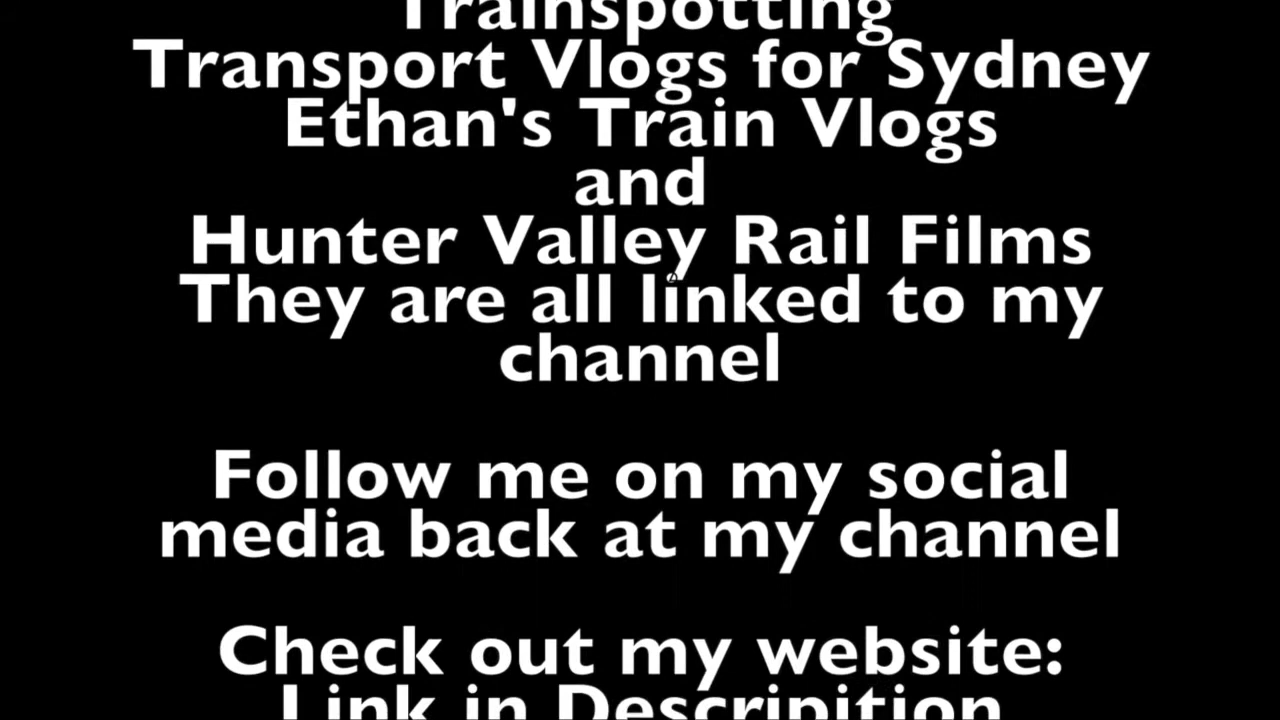 Trainspotting
Transport Vlogs for Sydney
Ethan's Train Vlogs
and
Hunter Valley Rail Films
They are all linked to my
channel
Follow me on my social
media back at my channel
Check out my website:
Link in Descripition